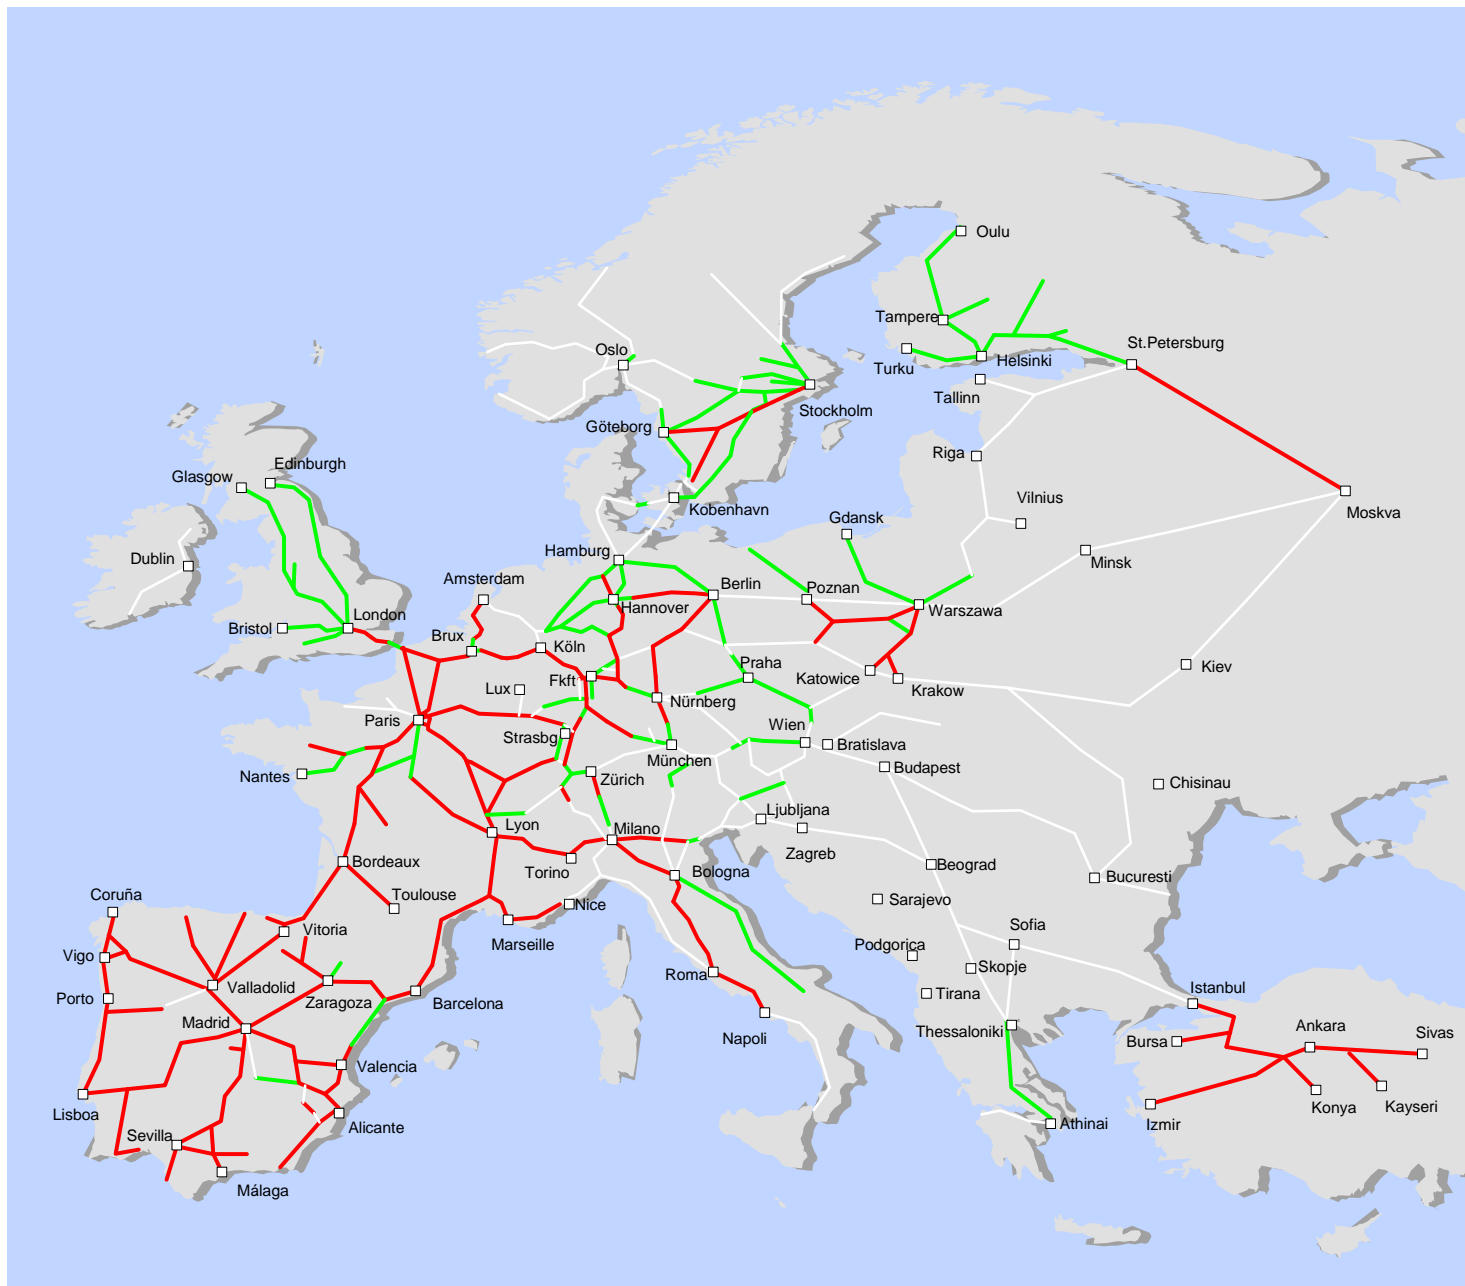 Oulu
Tampere
Turku
Helsinki
St.Petersburg
Tallinn
Oslo
Stockholm
Göteborg
Riga
Glasgow
Edinburgh
Moskva
Vilnius
Kobenhavn
Gdansk
Dublin
Hamburg
Minsk
Amsterdam
Berlin
Poznan
Hannover
Warszawa
London
Bristol
Brux
Köln
Praha
Kiev
Fkft
Katowice
Krakow
Lux
Nürnberg
Paris
Wien
Strasbg
München
Bratislava
Nantes
Zürich
Budapest
Chisinau
Ljubljana
Lyon
Milano
Zagreb
Bordeaux
Torino
Bologna
Beograd
Bucuresti
Coruña
Toulouse
Nice
Sarajevo
Marseille
Vitoria
Sofia
Vigo
Podgorica
Skopje
Roma
Valladolid
Porto
Zaragoza
Barcelona
Tirana
Istanbul
Madrid
Napoli
Thessaloniki
Bursa
Ankara
Sivas
Valencia
Lisboa
Alicante
Athinai
Izmir
Konya
Kayseri
Sevilla
Málaga